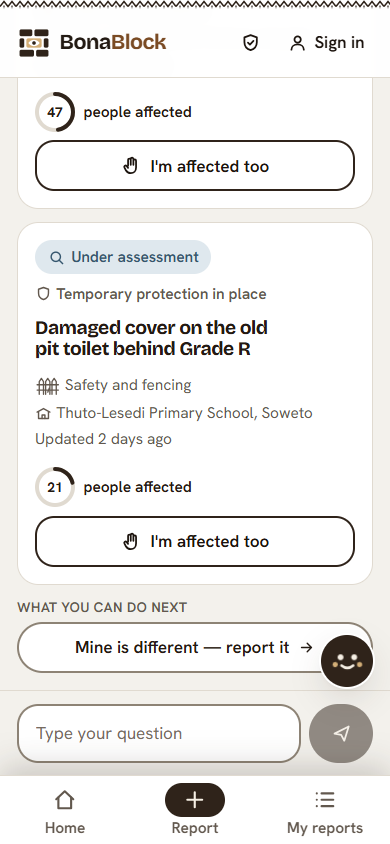 BonaBlock
Sign in
47 people affected
I'm affected too
Under assessment
Temporary protection in place
Damaged cover on the old
pit toilet behind Grade R
Safety and fencing
Thuto-Lesedi Primary School, Soweto
Updated 2 days ago
21 people affected
I'm affected too
WHAT YOU CAN DO NEXT
Mine is different — report it →
Type your question
Home
Report
My reports